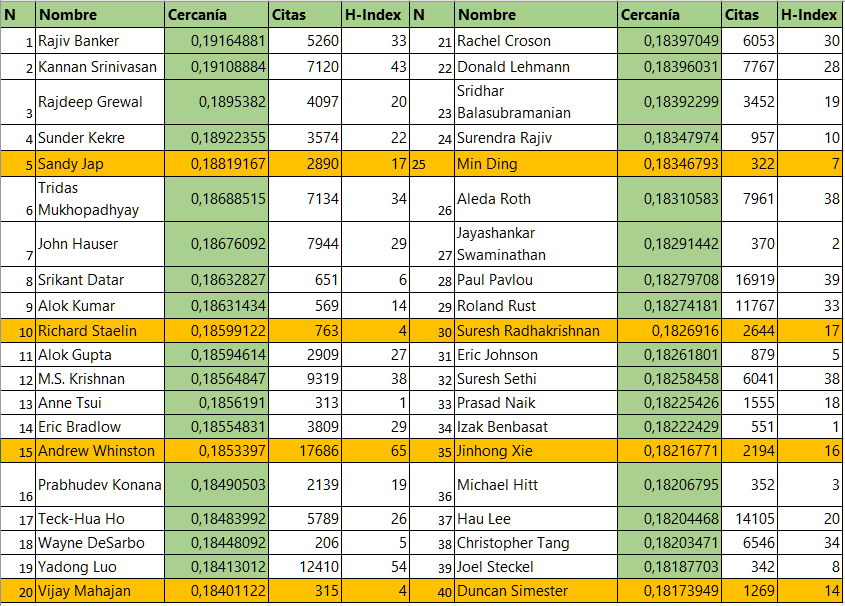 N Nombre Cercanía Citas H-Index N Nombre Cercanía Citas H-Index
1 Rajiv Banker 0,19164881 5260 33 21 Rachel Croson 0,18397049 6053 30
2 Kannan Srinivasan 0,19108884 7120 43 22 Donald Lehmann 0,18396031 7767 28
3 Rajdeep Grewal 0,1895382 4097 20 23 Sridhar
Balasubramanian 0,18392299 3452 19
4 Sunder Kekre 0,18922355 3574 22 24 Surendra Rajiv 0,18347974 957 10
5 Sandy Jap 0,18819167 2890 17 25 Min Ding 0,18346793 322 7
6 Tridas
Mukhopadhyay 0,18688515 7134 34 26 Aleda Roth 0,18310583 7961 38
7 John Hauser 0,18676092 7944 29 27 Jayashankar
Swaminathan 0,18291442 370 2
8 Srikant Datar 0,18632827 651 6 28 Paul Pavlou 0,18279708 16919 39
9 Alok Kumar 0,18631434 569 14 29 Roland Rust 0,18274181 11767 33
10 Richard Staelin 0,18599122 763 4 30 Suresh Radhakrishnan 0,1826916 2644 17
11 Alok Gupta 0,18594614 2909 27 31 Eric Johnson 0,18261801 879 5
12 M.S. Krishnan 0,18564847 9319 38 32 Suresh Sethi 0,18258458 6041 38
13 Anne Tsui 0,1856191 313 1 33 Prasad Naik 0,18225426 1555 18
14 Eric Bradlow 0,18554831 3809 29 34 Izak Benbasat 0,18222429 551 1
15 Andrew Whinston 0,1853397 17686 65 35 Jinhong Xie 0,18216771 2194 16
16 Prabhudev Konana 0,18490503 2139 19 36 Michael Hitt 0,18206795 352 3
17 Teck-Hua Ho 0,18483992 5789 26 37 Hau Lee 0,18204468 14105 20
18 Wayne DeSarbo 0,18448092 206 5 38 Christopher Tang 0,18203471 6546 34
19 Yadong Luo 0,18413012 12410 54 39 Joel Steckel 0,18187703 342 8
20 Vijay Mahajan 0,18401122 315 4 40 Duncan Simester 0,18173949 1269 14